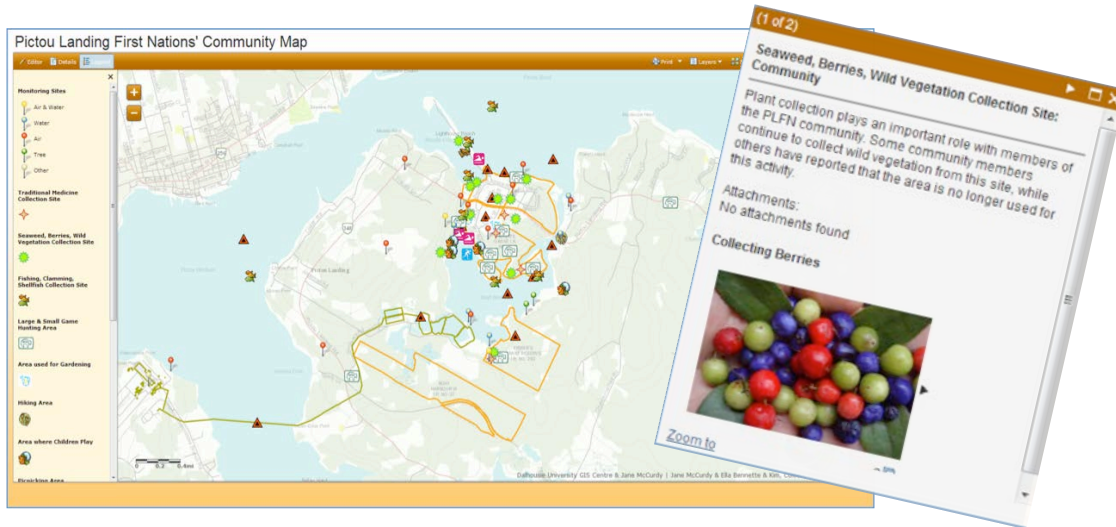 Pictou Landing First Nations' Community Map
Editor Details
Print Layers
Monitoring Sites
Air & Water
Water
Air
Tree
Other
Traditional Medicine
Collection Site
Seaweed, Berries, Wild
Vegetation Collection Site
Fishing, Clamming,
Shellfish Collection Site
Large & Small Game
Hunting Area
Area used for Gardening
Hiking Area
Area where Children Play
Picnicking Area
Pictou Landing
0 0.2 0.4mi
Dalhousie University GIS Centre & Jane McCurdy | Jane McCurdy & Ella Bennette & Kim,
(1 of 2)
Seaweed, Berries, Wild Vegetation Collection Site:
Community
Plant collection plays an important role with members of
the PLFN community. Some community members
continue to collect wild vegetation from this site, while
others have reported that the area is no longer used for
this activity.
Attachments:
No attachments found
Collecting Berries
Zoom to